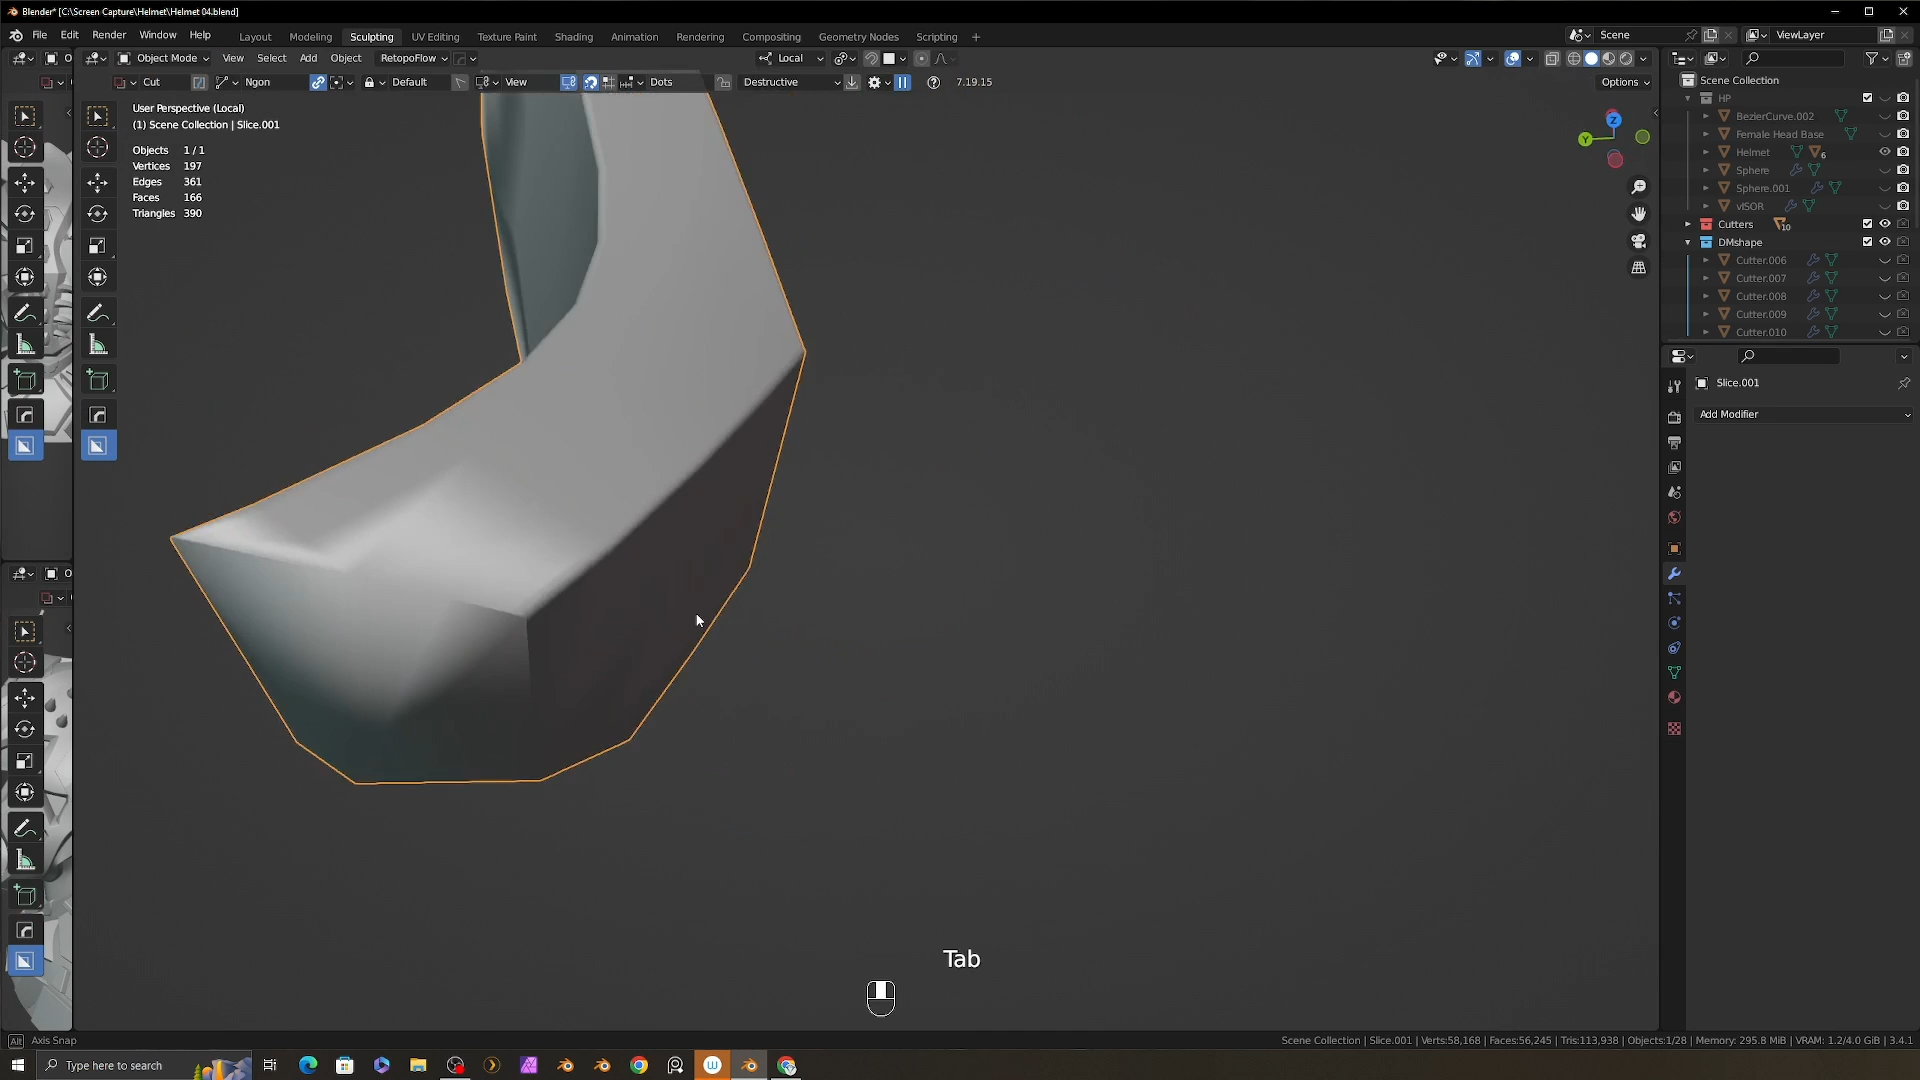 Blender* [C:\Screen Capture\Helmet\Helmet 04.blend]
File Edit Render Window Help
Layout Modeling Sculpting UV Editing Texture Paint Shading Animation Rendering Compositing Geometry Nodes Scripting +
Scene
ViewLayer
Object Mode View Select Add Object RetopoFlow
Local
Cut Ngon Default View Dots Destructive 7.19.15
Options
User Perspective (Local)
(1) Scene Collection | Slice.001
Objects 1 / 1
Vertices 197
Edges 361
Faces 166
Triangles 390
Z
Y
Scene Collection
HP
BezierCurve.002
Female Head Base
Helmet 6
Sphere
Sphere.001
vISOR
Cutters 10
DMshape
Cutter.006
Cutter.007
Cutter.008
Cutter.009
Cutter.010
Slice.001
Add Modifier
Tab
Alt Axis Snap
Scene Collection | Slice.001 | Verts:58,168 | Faces:56,245 | Tris:113,938 | Objects:1/28 | Memory: 295.8 MiB | VRAM: 1.2/4.0 GiB | 3.4.1
Type here to search